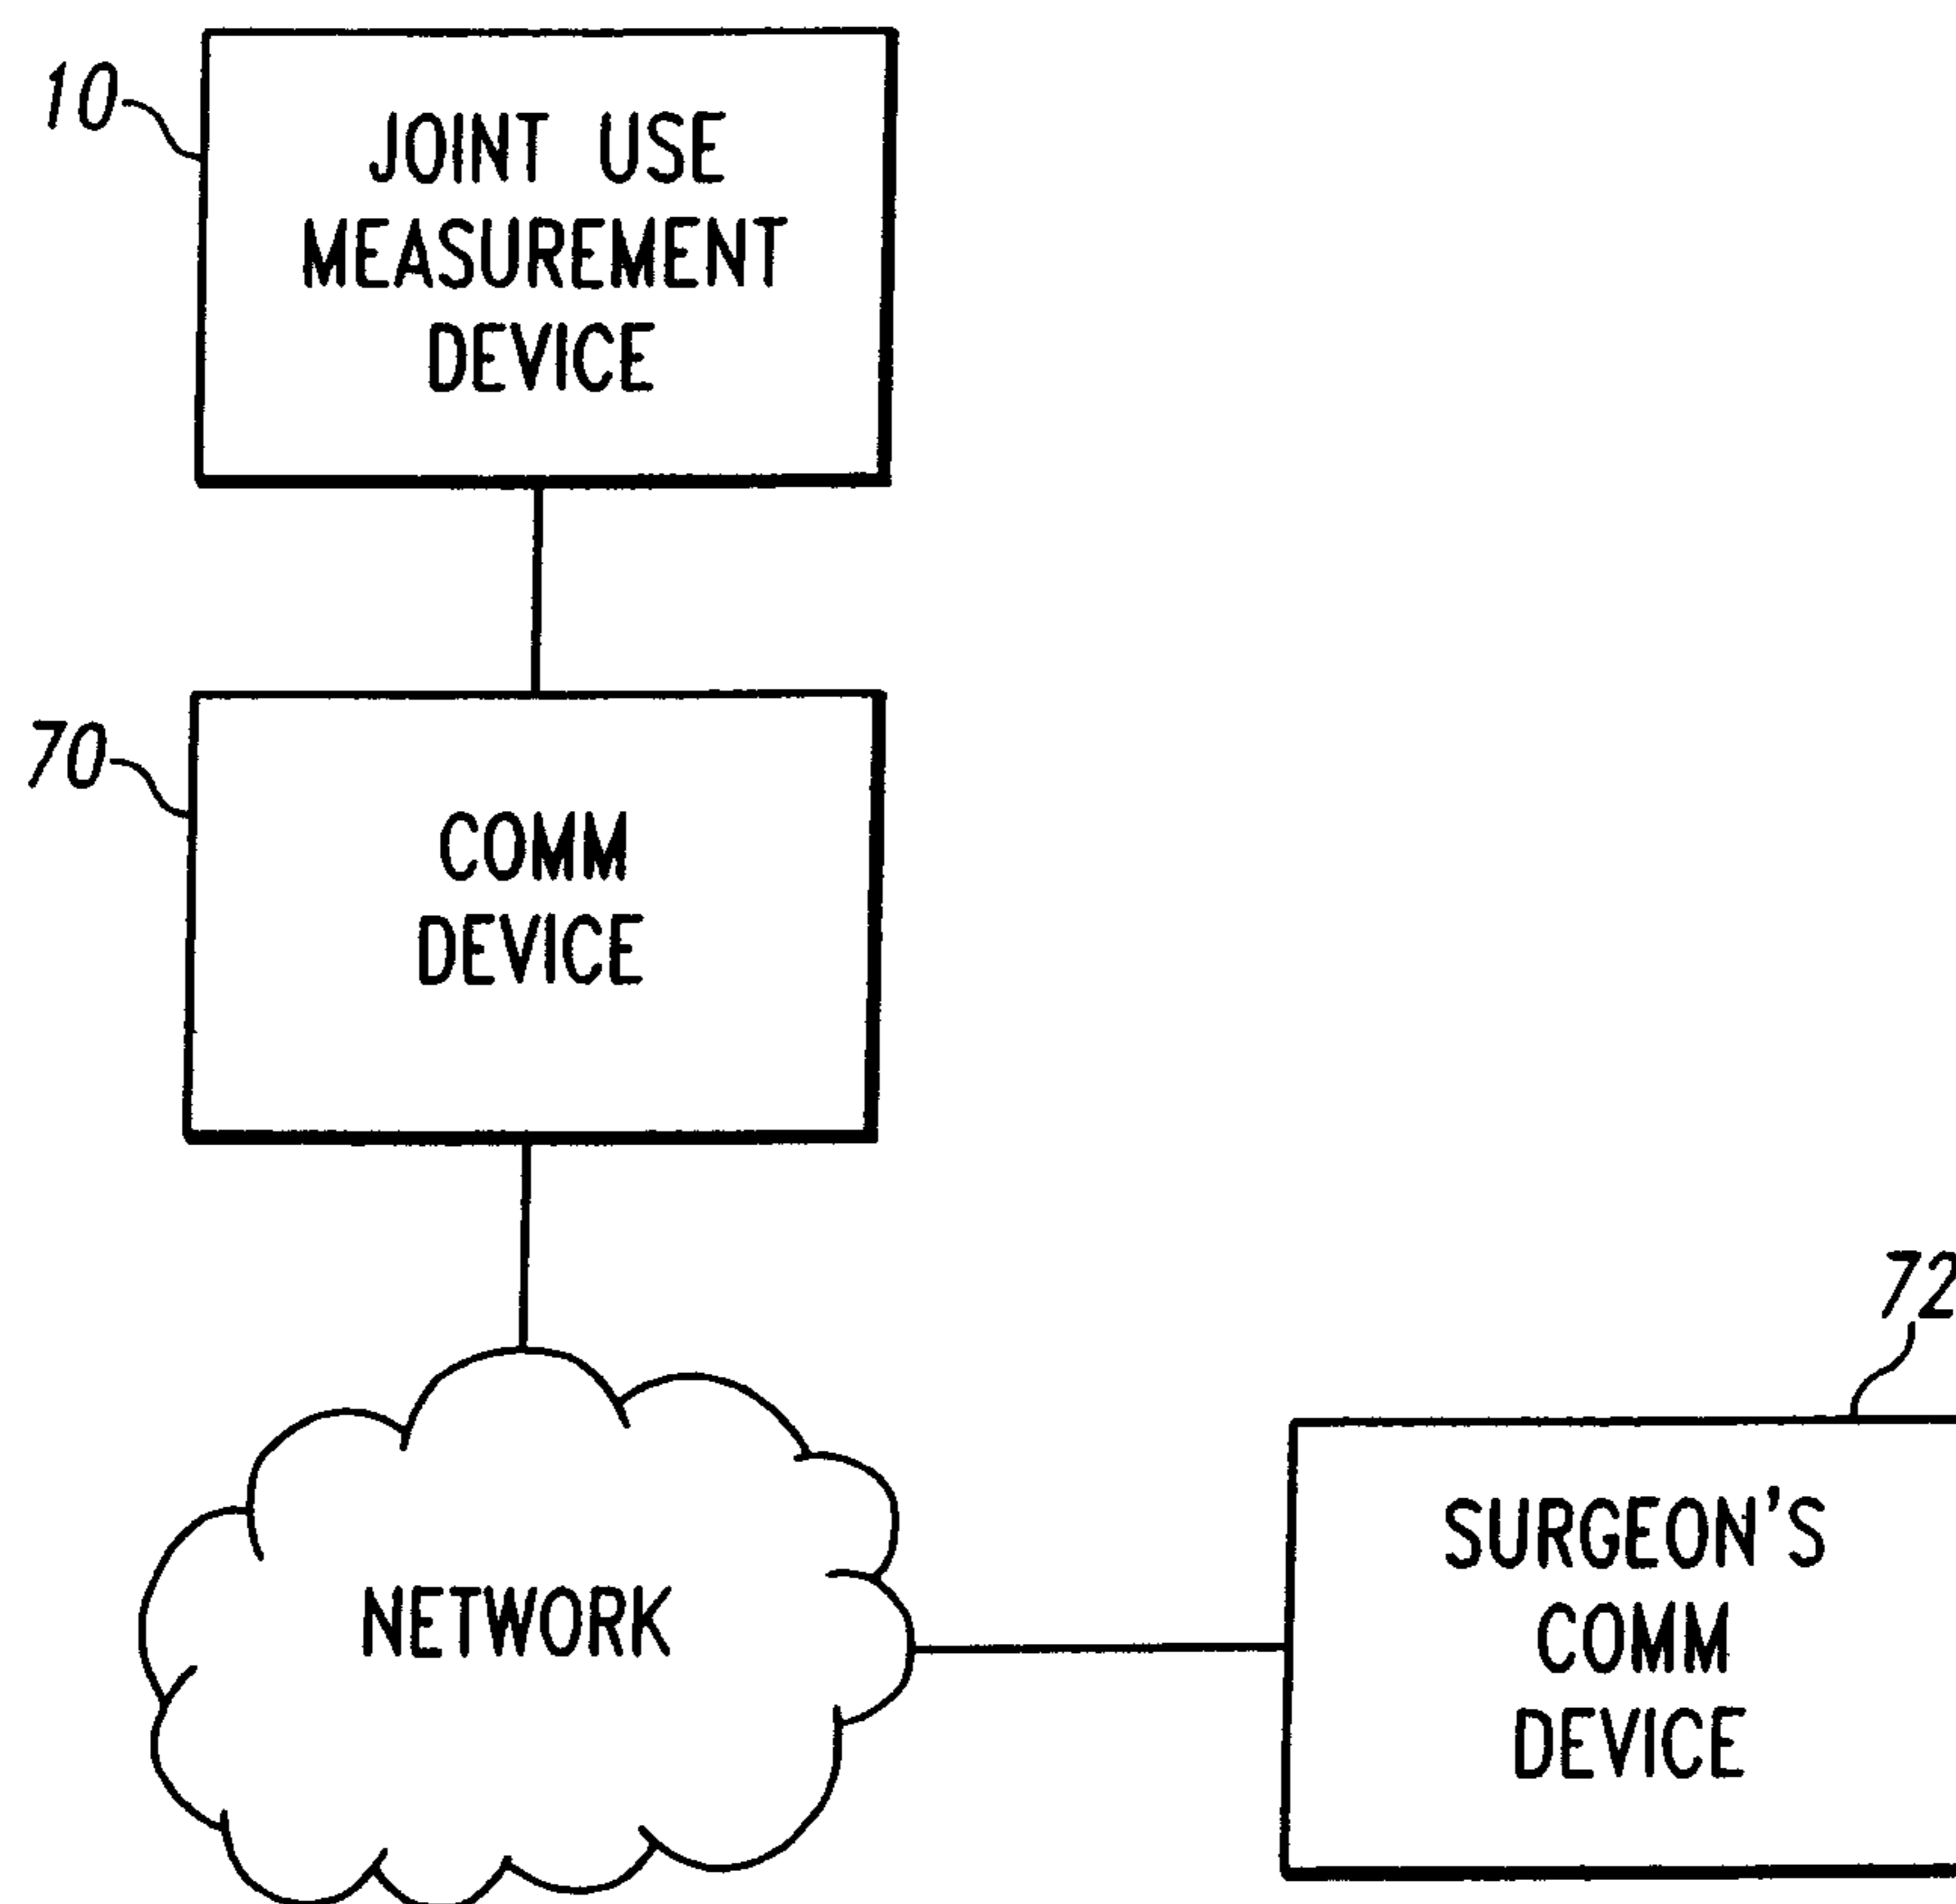 10
JOINT USE
MEASUREMENT
DEVICE
70
COMM
DEVICE
72
NETWORK
SURGEON'S
COMM
DEVICE